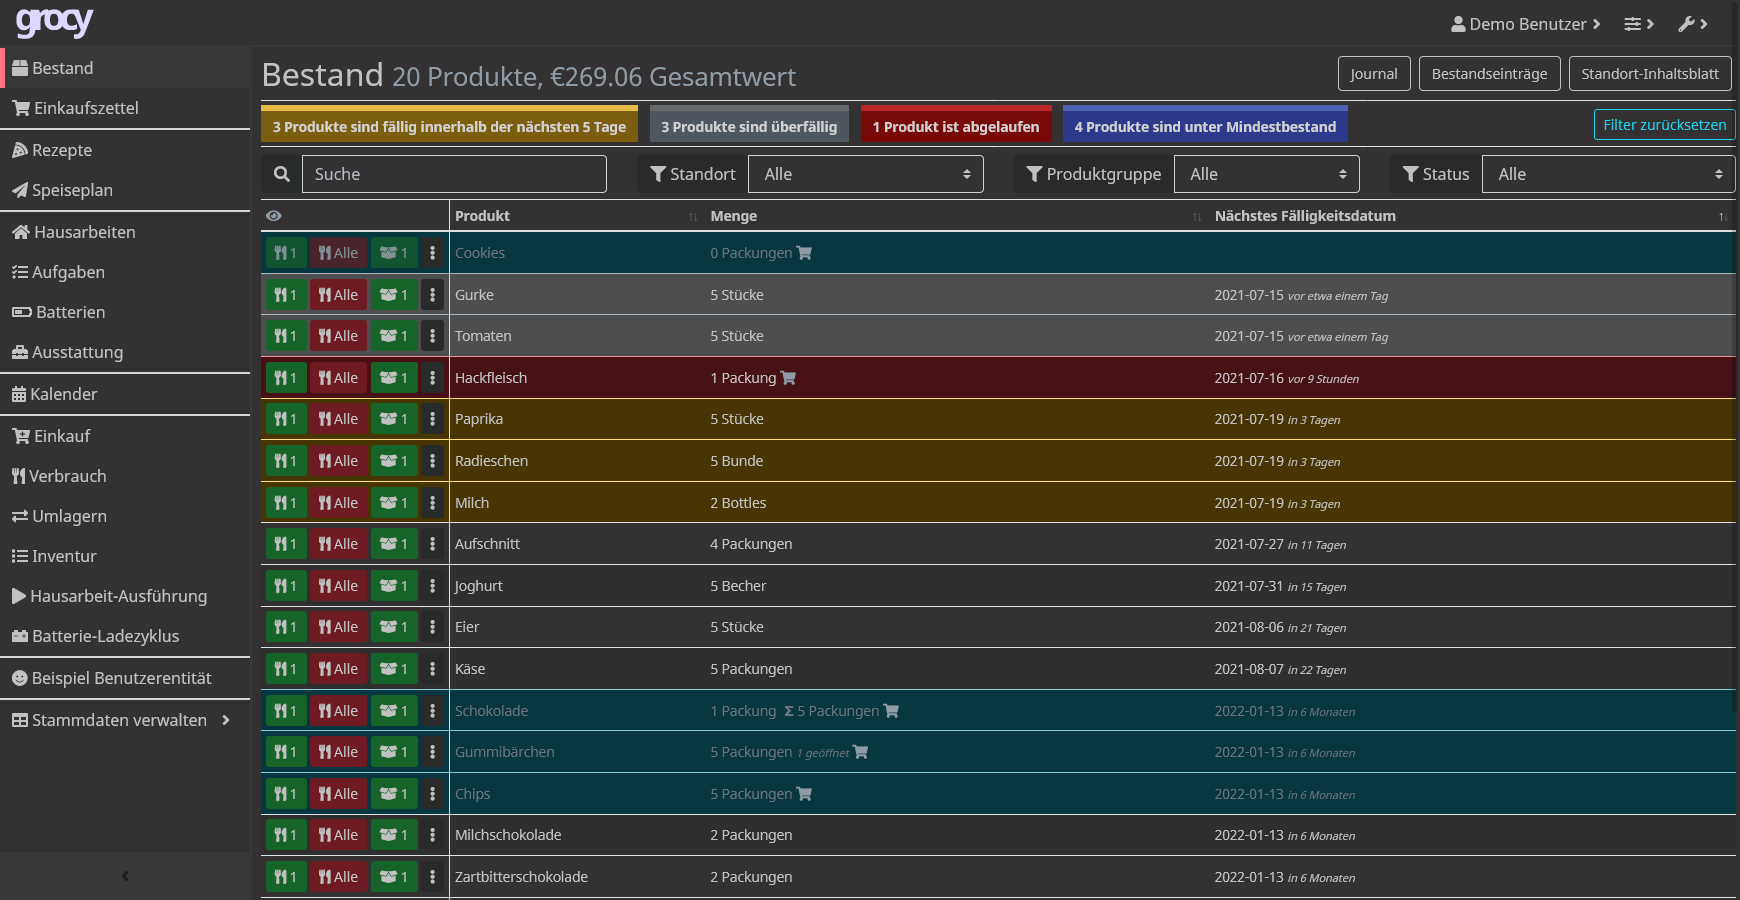 grocy
Demo Benutzer
Bestand
Einkaufszettel
Rezepte
Speiseplan
Hausarbeiten
Aufgaben
Batterien
Ausstattung
Kalender
Einkauf
Verbrauch
Umlagern
Inventur
Hausarbeit-Ausführung
Batterie-Ladezyklus
Beispiel Benutzerentität
Stammdaten verwalten
Bestand 20 Produkte, €269.06 Gesamtwert
Journal Bestandseinträge Standort-Inhaltsblatt
3 Produkte sind fällig innerhalb der nächsten 5 Tage 3 Produkte sind überfällig 1 Produkt ist abgelaufen 4 Produkte sind unter Mindestbestand Filter zurücksetzen
Suche Standort Alle Produktgruppe Alle Status Alle
Produkt Menge Nächstes Fälligkeitsdatum
1 Alle 1 Cookies 0 Packungen
1 Alle 1 Gurke 5 Stücke 2021-07-15 vor etwa einem Tag
1 Alle 1 Tomaten 5 Stücke 2021-07-15 vor etwa einem Tag
1 Alle 1 Hackfleisch 1 Packung 2021-07-16 vor 9 Stunden
1 Alle 1 Paprika 5 Stücke 2021-07-19 in 3 Tagen
1 Alle 1 Radieschen 5 Bunde 2021-07-19 in 3 Tagen
1 Alle 1 Milch 2 Bottles 2021-07-19 in 3 Tagen
1 Alle 1 Aufschnitt 4 Packungen 2021-07-27 in 11 Tagen
1 Alle 1 Joghurt 5 Becher 2021-07-31 in 15 Tagen
1 Alle 1 Eier 5 Stücke 2021-08-06 in 21 Tagen
1 Alle 1 Käse 5 Packungen 2021-08-07 in 22 Tagen
1 Alle 1 Schokolade 1 Packung Σ 5 Packungen 2022-01-13 in 6 Monaten
1 Alle 1 Gummibärchen 5 Packungen 1 geöffnet 2022-01-13 in 6 Monaten
1 Alle 1 Chips 5 Packungen 2022-01-13 in 6 Monaten
1 Alle 1 Milchschokolade 2 Packungen 2022-01-13 in 6 Monaten
1 Alle 1 Zartbitterschokolade 2 Packungen 2022-01-13 in 6 Monaten